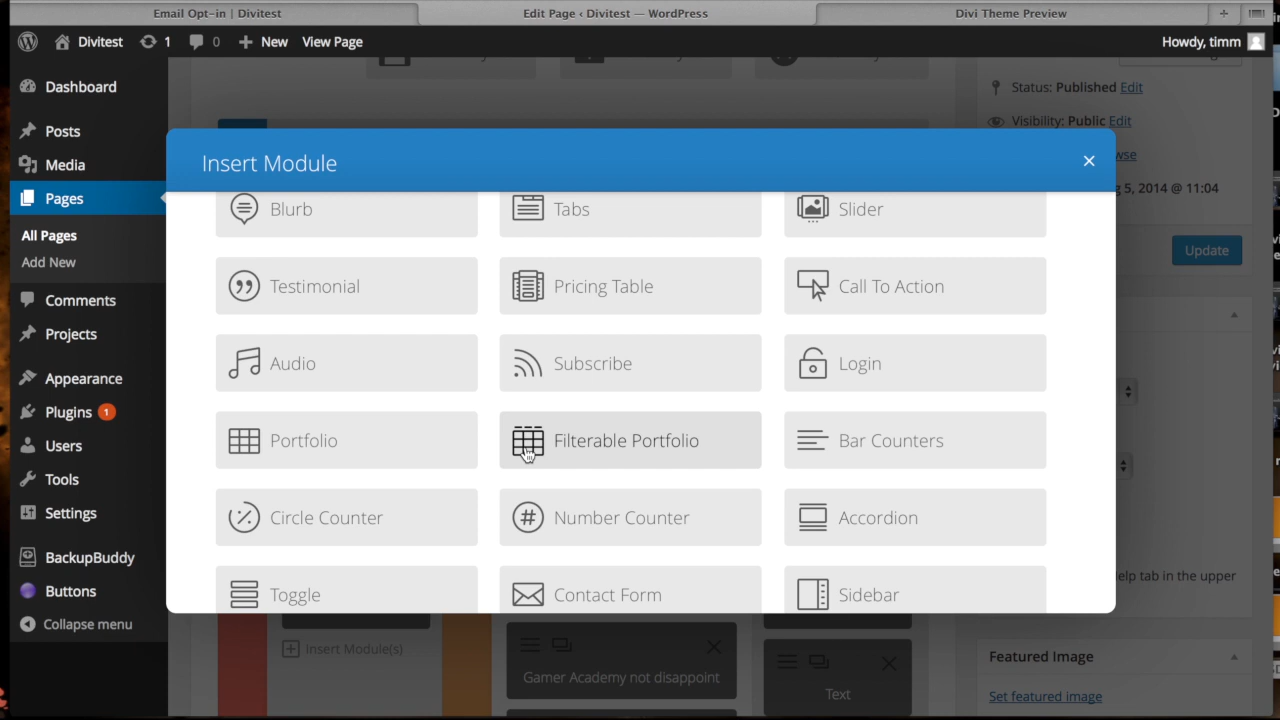 Email Opt-in | Divitest
Edit Page ‹ Divitest — WordPress
Divi Theme Preview
+
Divitest
1
0
New
View Page
Howdy, timm
Dashboard
Posts
Media
Pages
All Pages
Add New
Comments
Projects
Appearance
Plugins 1
Users
Tools
Settings
BackupBuddy
Buttons
Collapse menu
Insert Module
×
Blurb
Tabs
Slider
Testimonial
Pricing Table
Call To Action
Audio
Subscribe
Login
Portfolio
Filterable Portfolio
Bar Counters
Circle Counter
# Number Counter
Accordion
Toggle
Contact Form
Sidebar
Insert Module(s)
Gamer Academy not disappoint
Text
Status: Published Edit
Visibility: Public Edit
5, 2014 @ 11:04
Update
elp tab in the upper
Featured Image
Set featured image